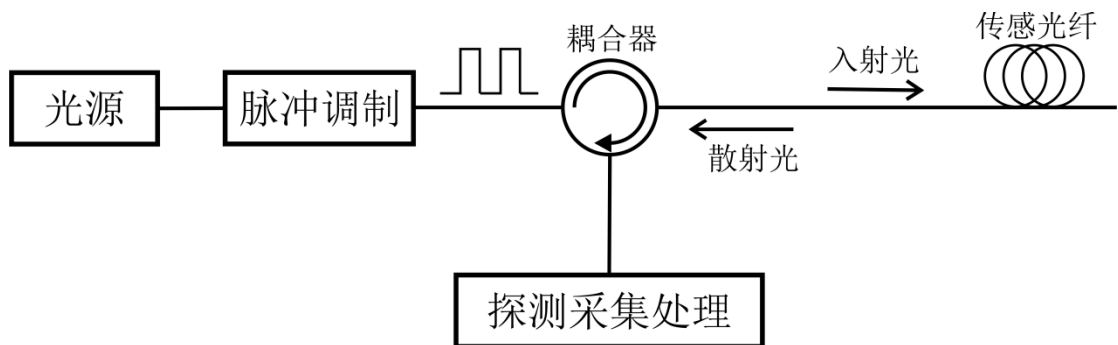 传感光纤
耦合器
入射光
光源
脉冲调制
散射光
探测采集处理